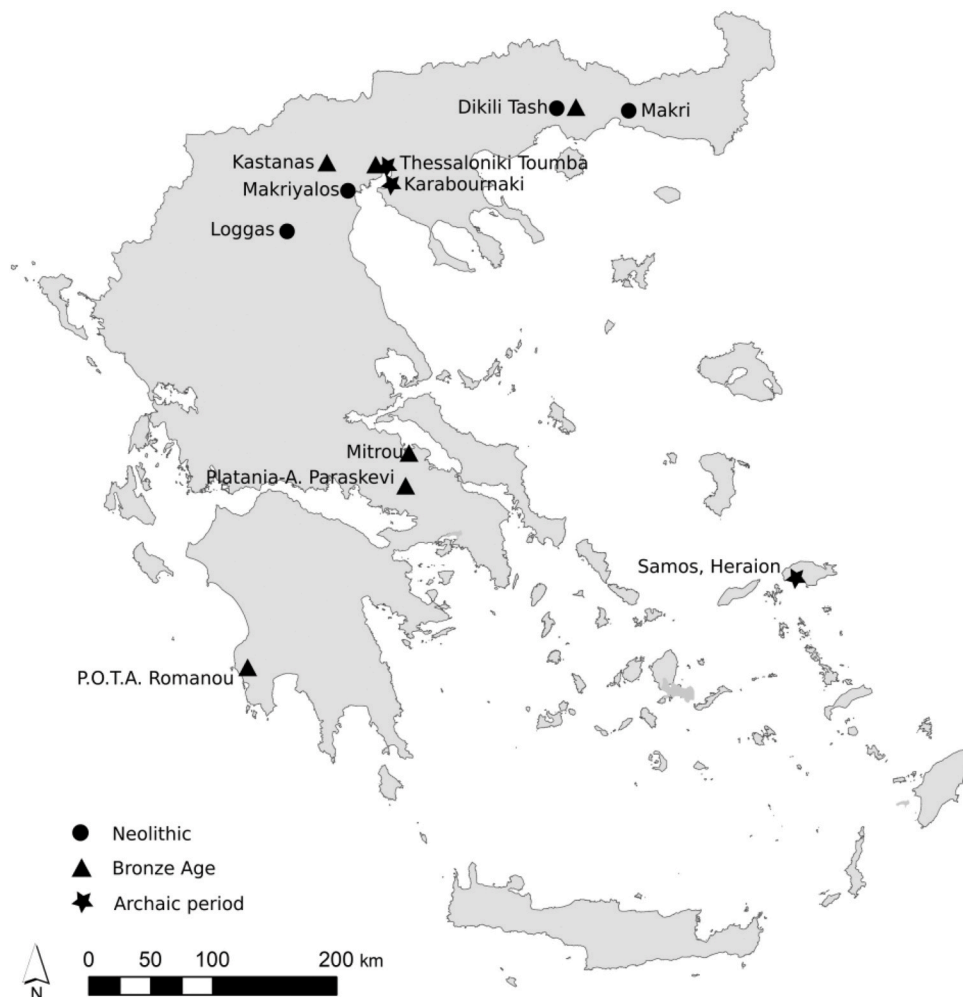 Dikili Tash
Makri
Kastanas
Thessaloniki Toumba
Makriyalos
Karabournaki
Loggas
Mitrou
Platania-A. Paraskevi
Samos, Heraion
P.O.T.A. Romanou
Neolithic
Bronze Age
Archaic period
0 50 100 200 km
N